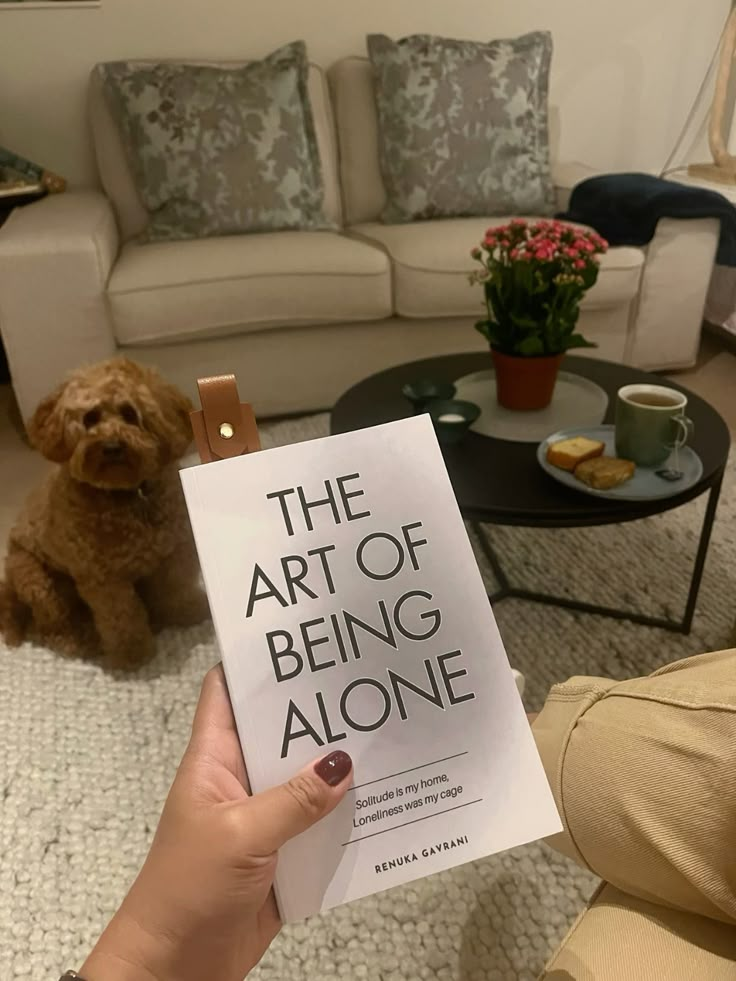 THE
ART OF
BEING
ALONE
Solitude is my home,
Loneliness was my cage
RENUKA GAVRANI